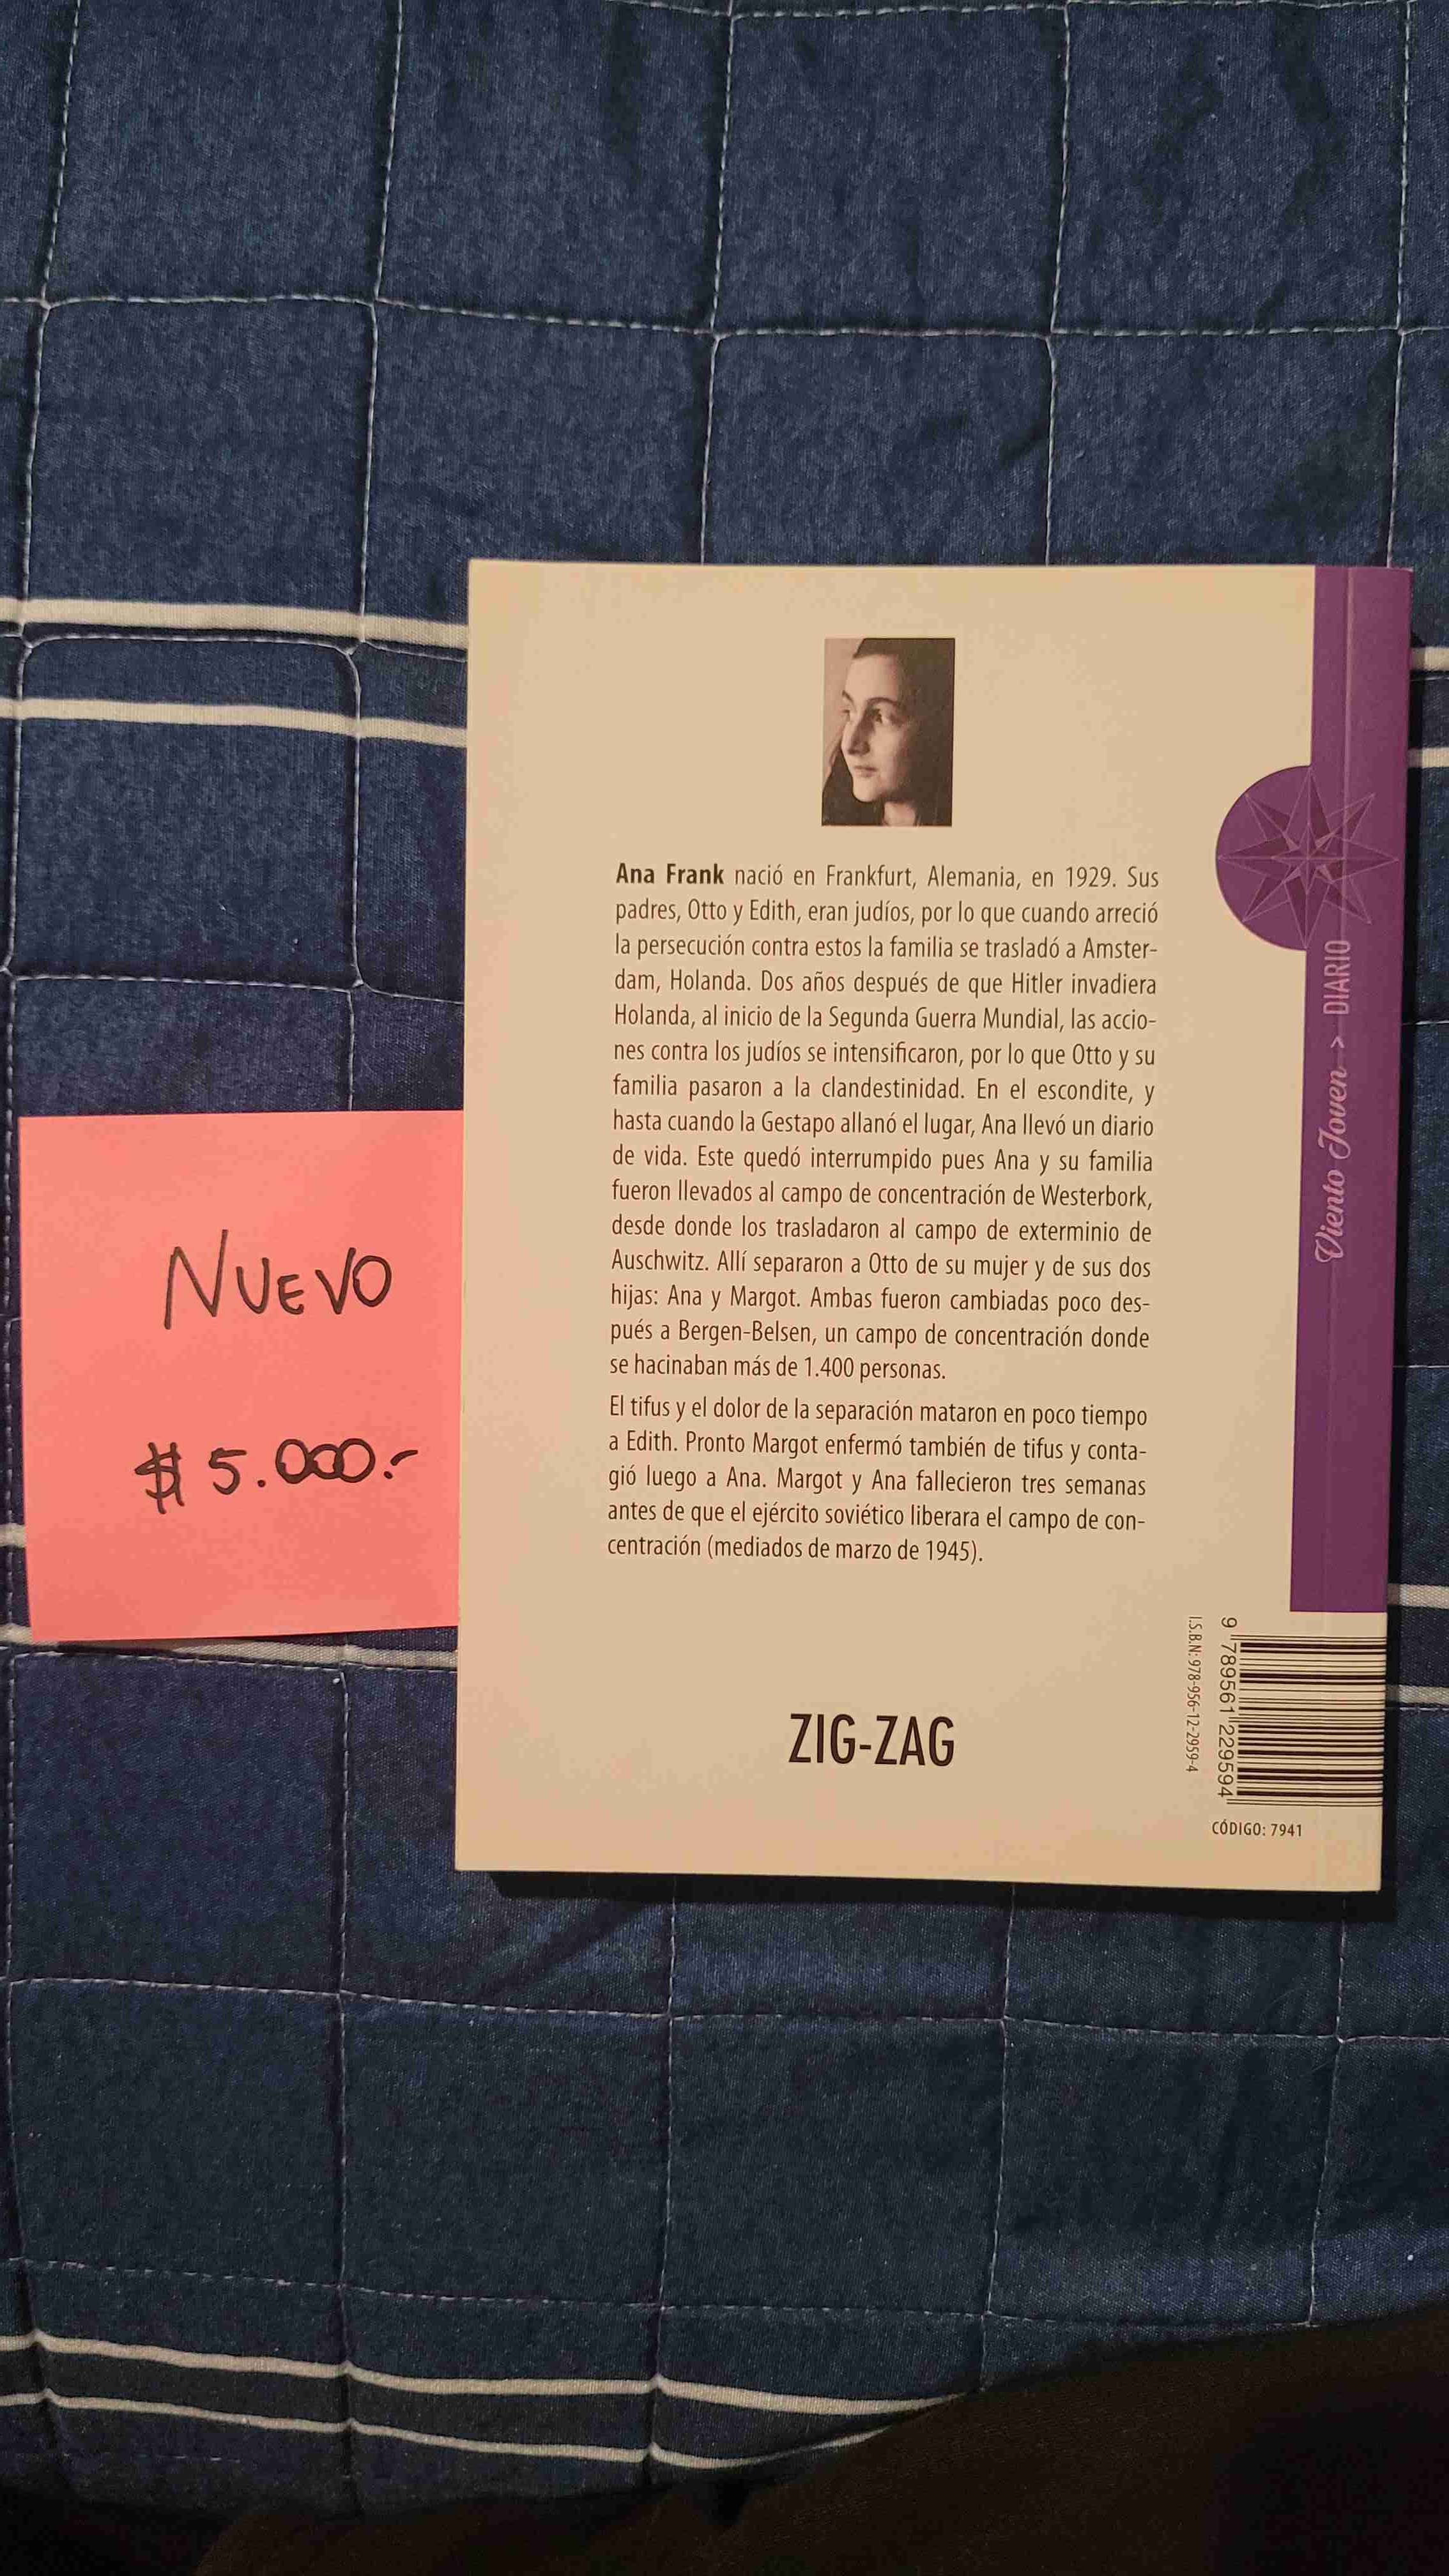 NUEVO
$ 5.000.-
Ana Frank nació en Frankfurt, Alemania, en 1929. Sus
padres, Otto y Edith, eran judíos, por lo que cuando arreció
la persecución contra estos la familia se trasladó a Amster-
dam, Holanda. Dos años después de que Hitler invadiera
Holanda, al inicio de la Segunda Guerra Mundial, las accio-
nes contra los judíos se intensificaron, por lo que Otto y su
familia pasaron a la clandestinidad. En el escondite, y
hasta cuando la Gestapo allanó el lugar, Ana llevó un diario
de vida. Este quedó interrumpido pues Ana y su familia
fueron llevados al campo de concentración de Westerbork,
desde donde los trasladaron al campo de exterminio de
Auschwitz. Allí separaron a Otto de su mujer y de sus dos
hijas: Ana y Margot. Ambas fueron cambiadas poco des-
pués a Bergen-Belsen, un campo de concentración donde
se hacinaban más de 1.400 personas.
El tifus y el dolor de la separación mataron en poco tiempo
a Edith. Pronto Margot enfermó también de tifus y conta-
gió luego a Ana. Margot y Ana fallecieron tres semanas
antes de que el ejército soviético liberara el campo de con-
centración (mediados de marzo de 1945).
ZIG-ZAG
Viento Joven > DIARIO
I.S.B.N: 978-956-12-2959-4
9 789561 229594
CÓDIGO: 7941